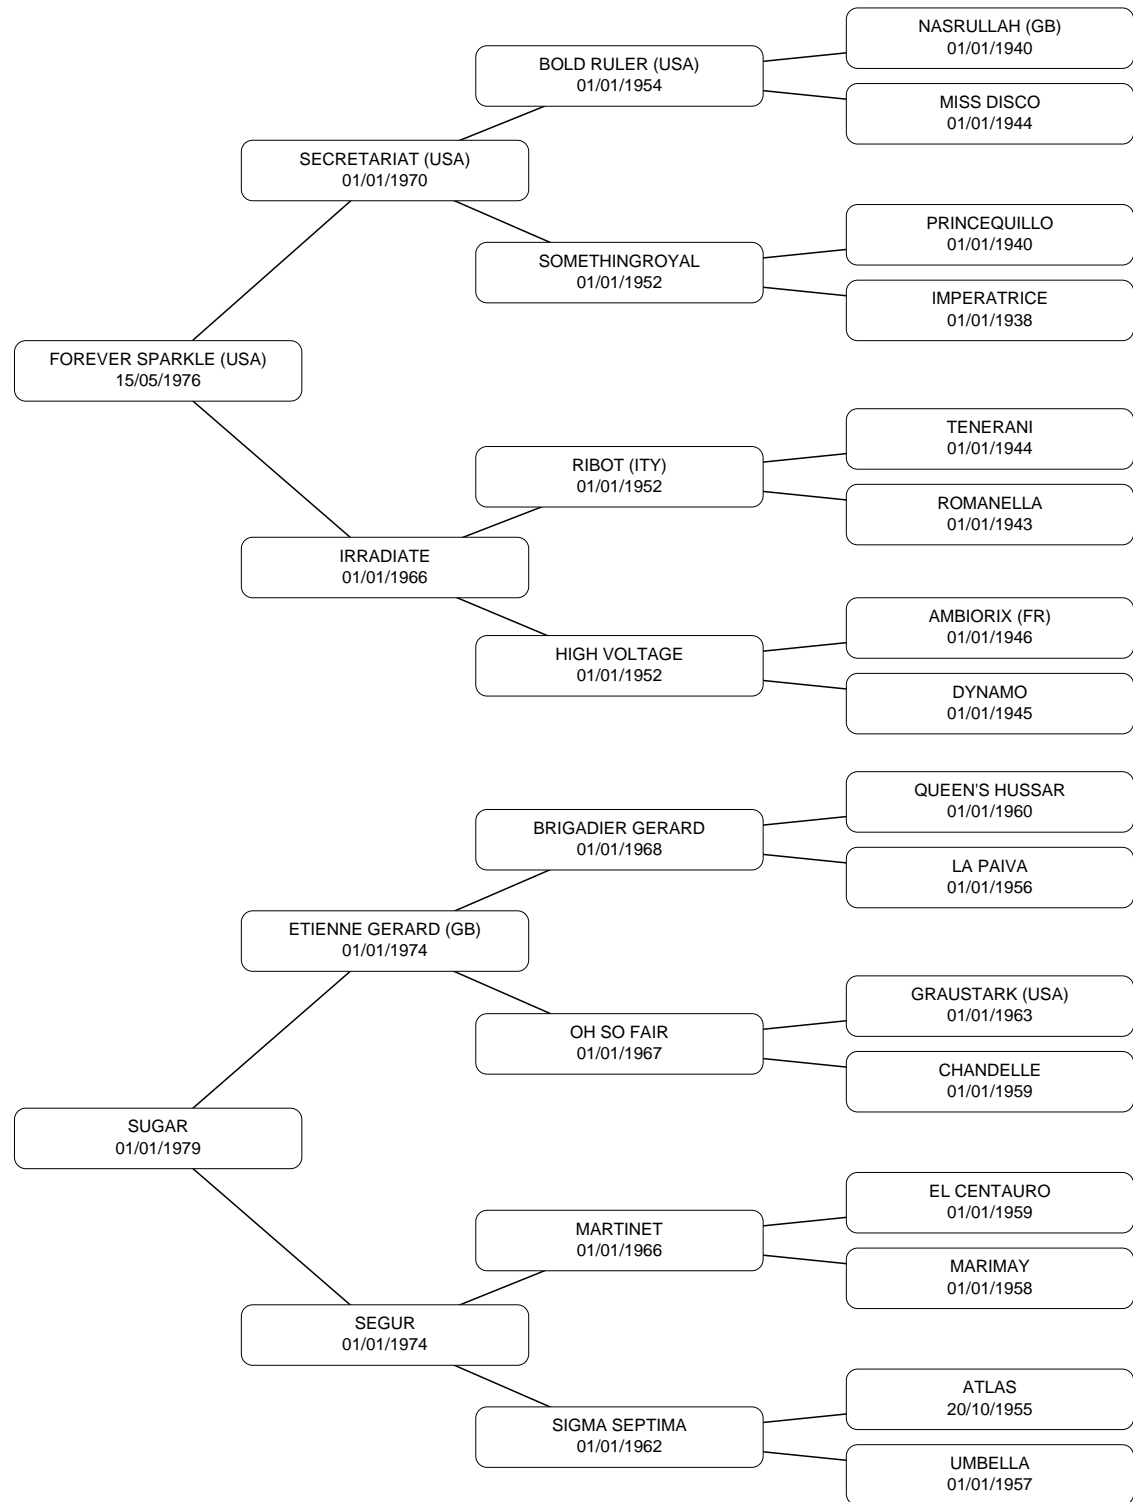 NASRULLAH (GB)
01/01/1940
BOLD RULER (USA)
01/01/1954
MISS DISCO
01/01/1944
SECRETARIAT (USA)
01/01/1970
PRINCEQUILLO
01/01/1940
SOMETHINGROYAL
01/01/1952
IMPERATRICE
01/01/1938
FOREVER SPARKLE (USA)
15/05/1976
TENERANI
01/01/1944
RIBOT (ITY)
01/01/1952
ROMANELLA
01/01/1943
IRRADIATE
01/01/1966
AMBIORIX (FR)
01/01/1946
HIGH VOLTAGE
01/01/1952
DYNAMO
01/01/1945
QUEEN'S HUSSAR
01/01/1960
BRIGADIER GERARD
01/01/1968
LA PAIVA
01/01/1956
ETIENNE GERARD (GB)
01/01/1974
GRAUSTARK (USA)
01/01/1963
OH SO FAIR
01/01/1967
CHANDELLE
01/01/1959
SUGAR
01/01/1979
EL CENTAURO
01/01/1959
MARTINET
01/01/1966
MARIMAY
01/01/1958
SEGUR
01/01/1974
ATLAS
20/10/1955
SIGMA SEPTIMA
01/01/1962
UMBELLA
01/01/1957